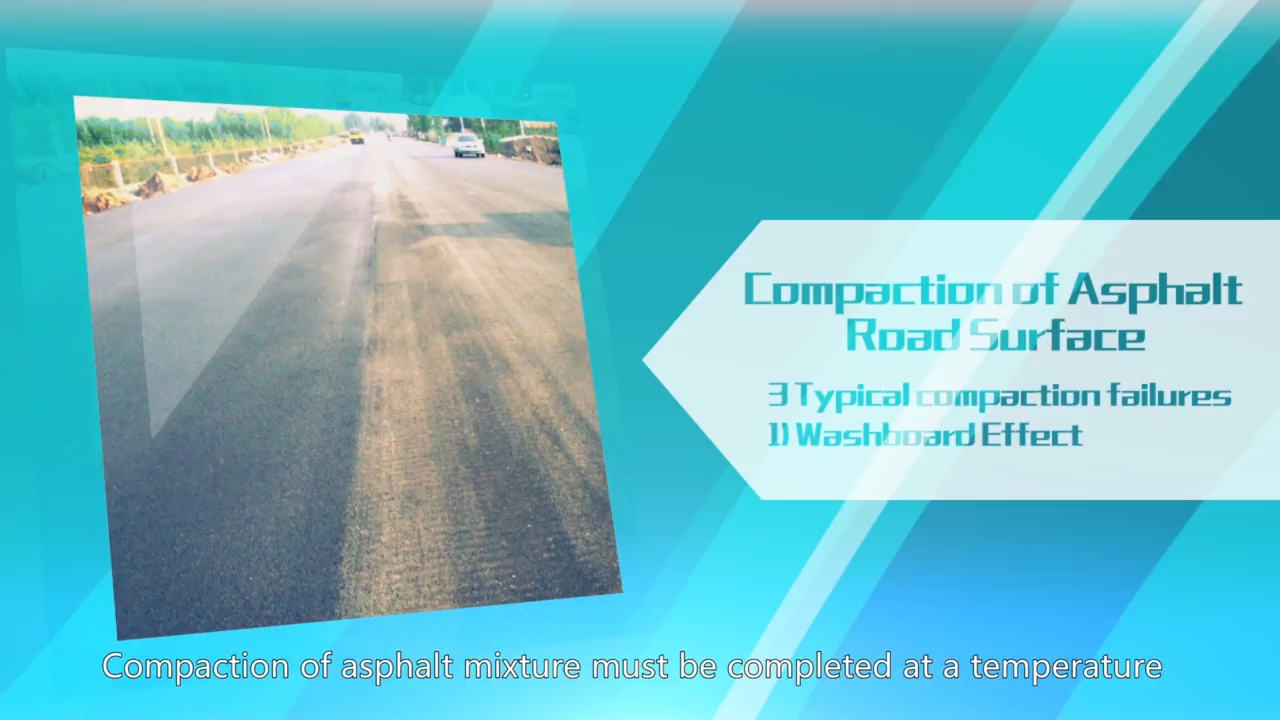 Compaction of Asphalt
Road Surface
3 Typical compaction failures
1) Washboard Effect
Compaction of asphalt mixture must be completed at a temperature